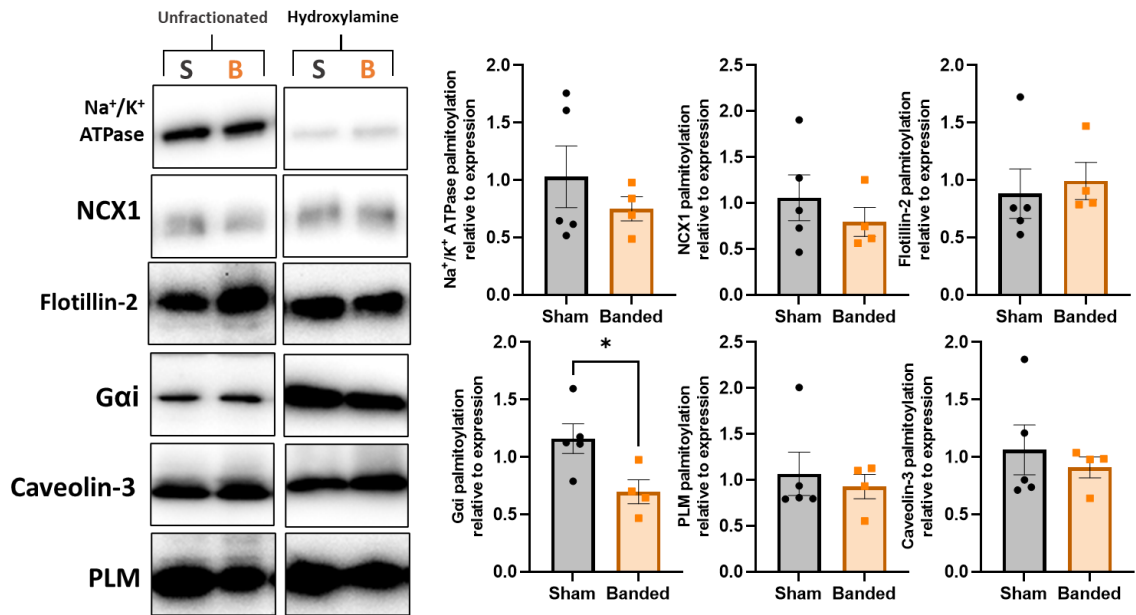 Unfractionated Hydroxylamine
S B S B
Na⁺/K⁺
ATPase
NCX1
Flotillin-2
Gαi
Caveolin-3
PLM
Na⁺/K⁺ ATPase palmitoylation
relative to expression
2.0
1.5
1.0
0.5
0.0
Sham Banded
NCX1 palmitoylation
relative to expression
2.5
2.0
1.5
1.0
0.5
0.0
Sham Banded
Flotillin-2 palmitoylation
relative to expression
2.0
1.5
1.0
0.5
0.0
Sham Banded
Gαi palmitoylation
relative to expression
2.0
1.5
1.0
0.5
0.0
*
Sham Banded
PLM palmitoylation
relative to expression
2.5
2.0
1.5
1.0
0.5
0.0
Sham Banded
Caveolin-3 palmitoylation
relative to expression
2.0
1.5
1.0
0.5
0.0
Sham Banded